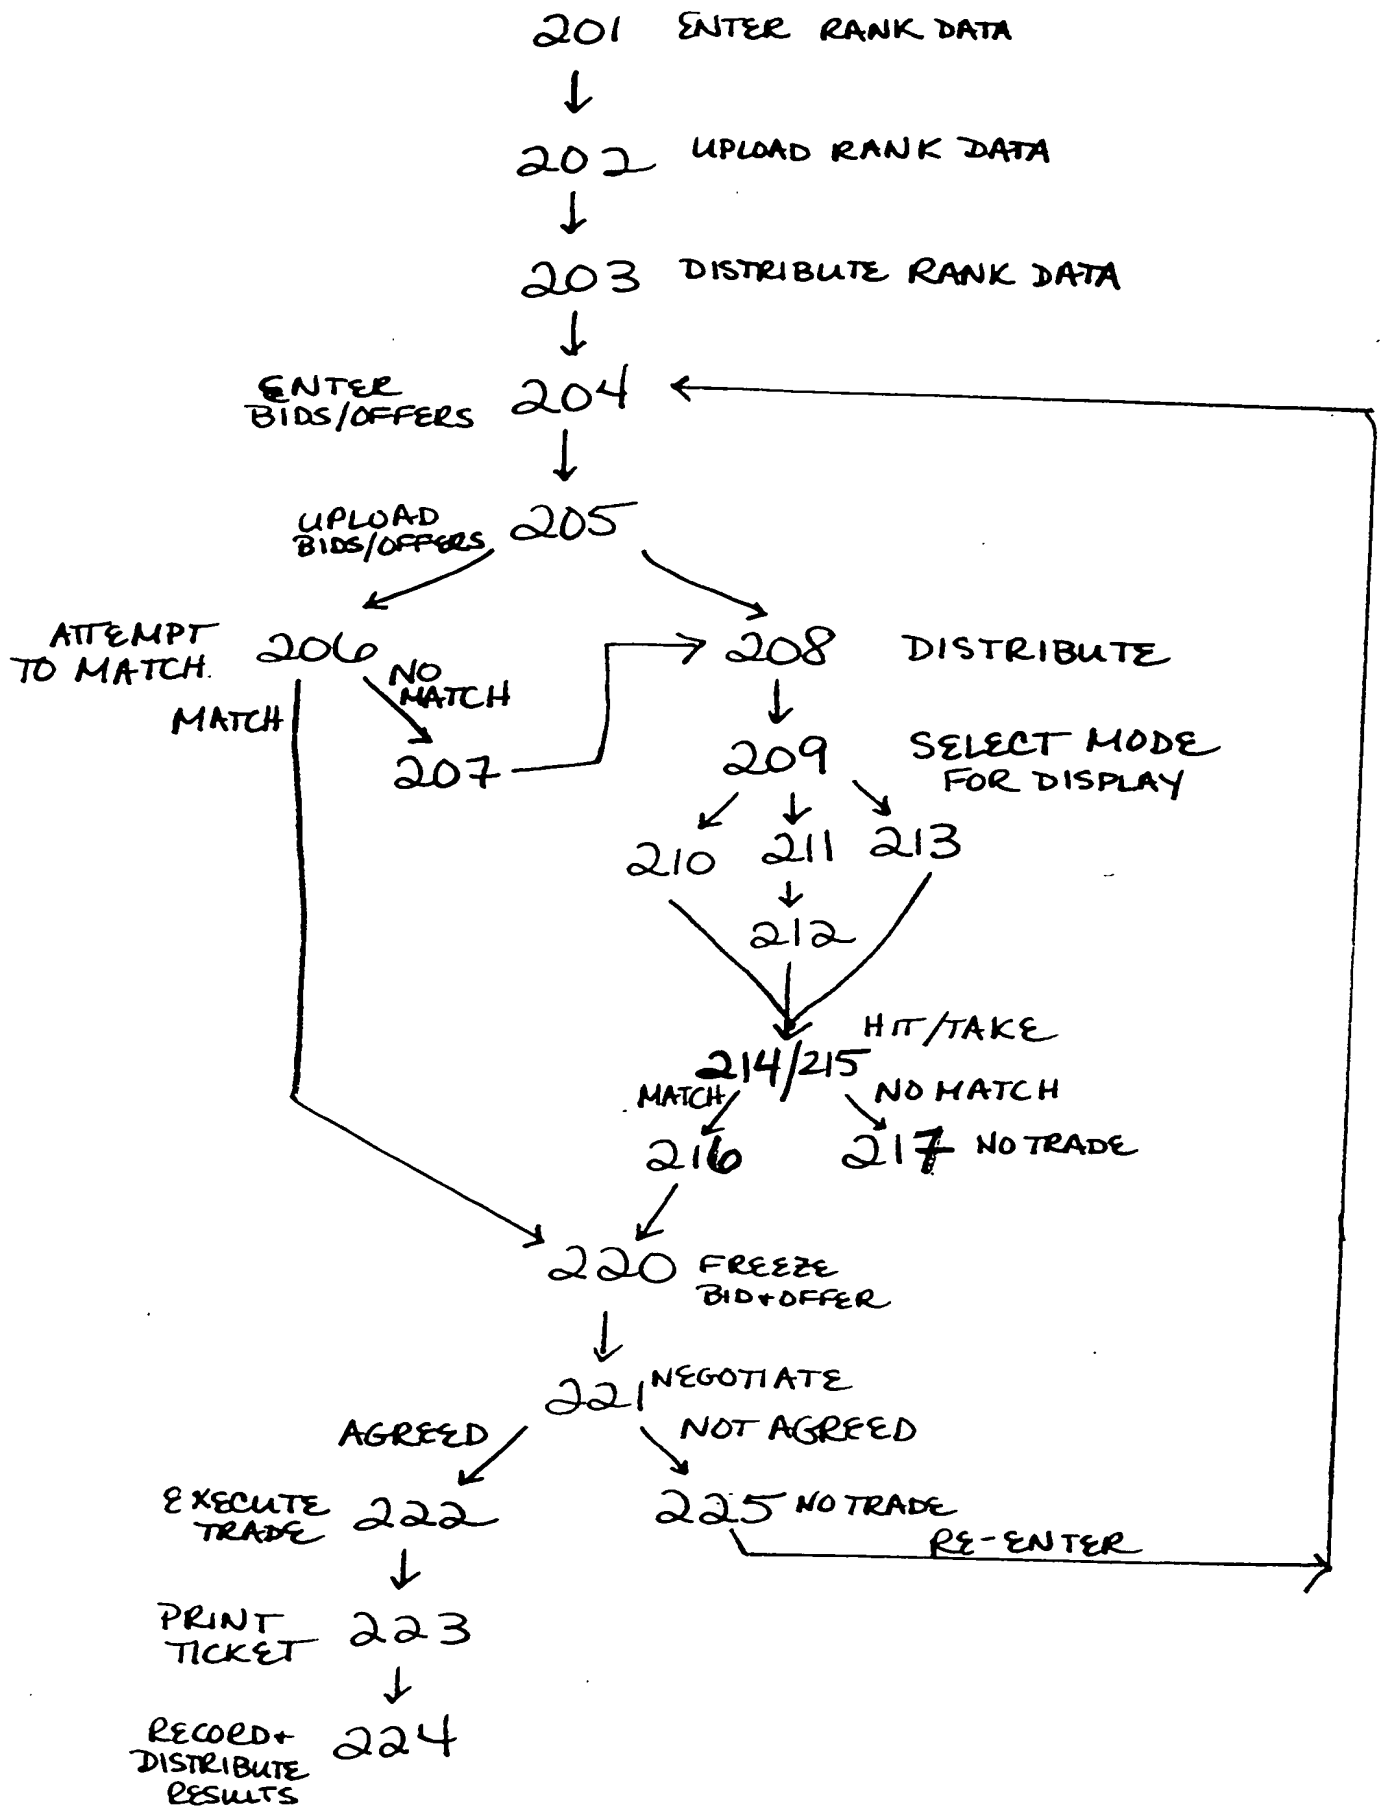 201 ENTER RANK DATA
202 UPLOAD RANK DATA
203 DISTRIBUTE RANK DATA
ENTER
BIDS/OFFERS
204
UPLOAD
BIDS/OFFERS
205
ATTEMPT
TO MATCH.
206
NO
MATCH
MATCH
207
208 DISTRIBUTE
209
SELECT MODE
FOR DISPLAY
210 211 213
212
HIT/TAKE
214/215
MATCH
NO MATCH
216
217 NO TRADE
220 FREEZE
BID+OFFER
221 NEGOTIATE
AGREED
NOT AGREED
EXECUTE
TRADE
222
225 NO TRADE
RE-ENTER
PRINT
TICKET
223
RECORD+
DISTRIBUTE
RESULTS
224